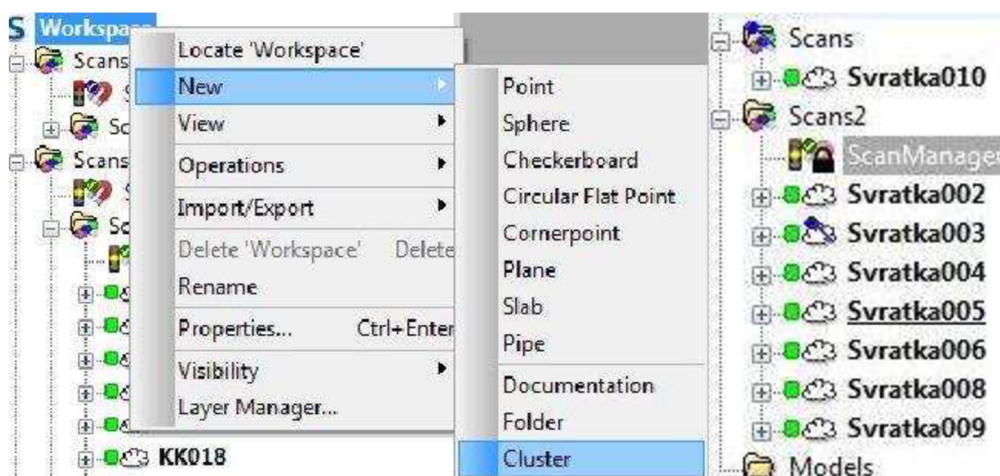 Workspace
Scans
Scans
KK018
Locate 'Workspace'
New
View
Operations
Import/Export
Delete 'Workspace' Delete
Rename
Properties... Ctrl+Enter
Visibility
Layer Manager...
Point
Sphere
Checkerboard
Circular Flat Point
Cornerpoint
Plane
Slab
Pipe
Documentation
Folder
Cluster
Scans
Svratka010
Scans2
ScanManager
Svratka002
Svratka003
Svratka004
Svratka005
Svratka006
Svratka008
Svratka009
Models